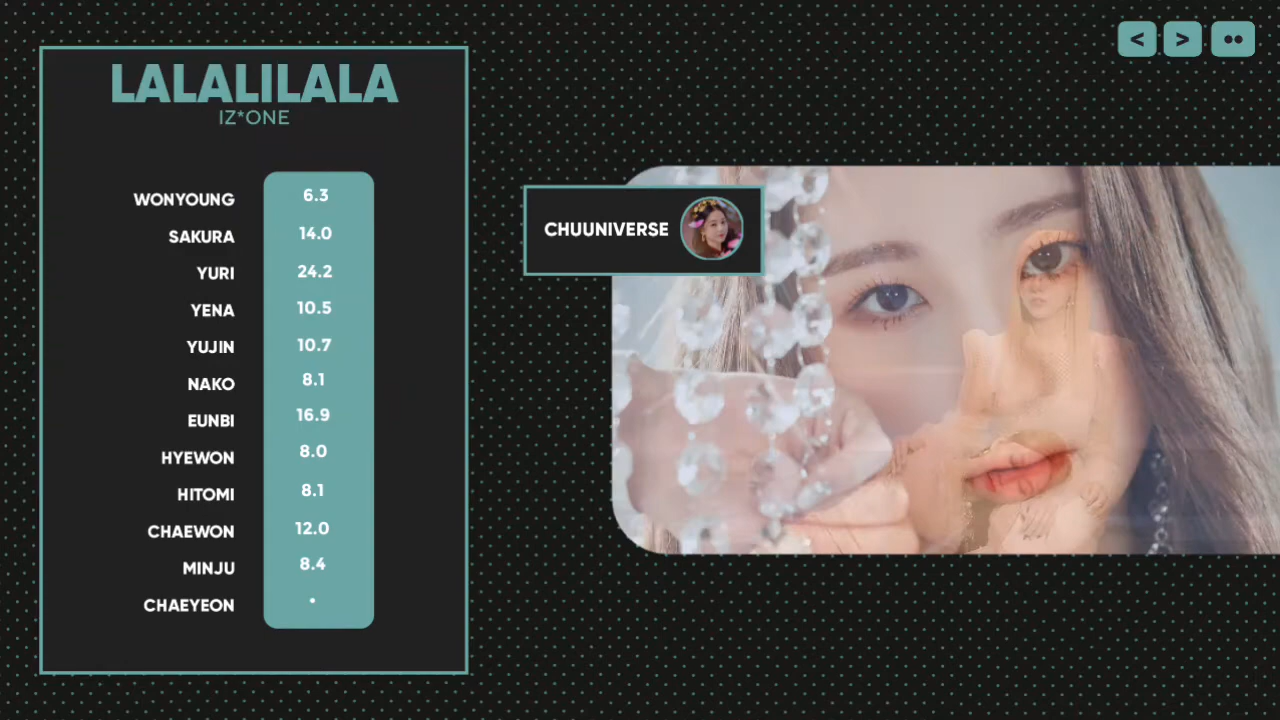 LALALILALA
IZ*ONE
WONYOUNG 6.3
SAKURA 14.0
YURI 24.2
YENA 10.5
YUJIN 10.7
NAKO 8.1
EUNBI 16.9
HYEWON 8.0
HITOMI 8.1
CHAEWON 12.0
MINJU 8.4
CHAEYEON •
CHUUNIVERSE
< > ••